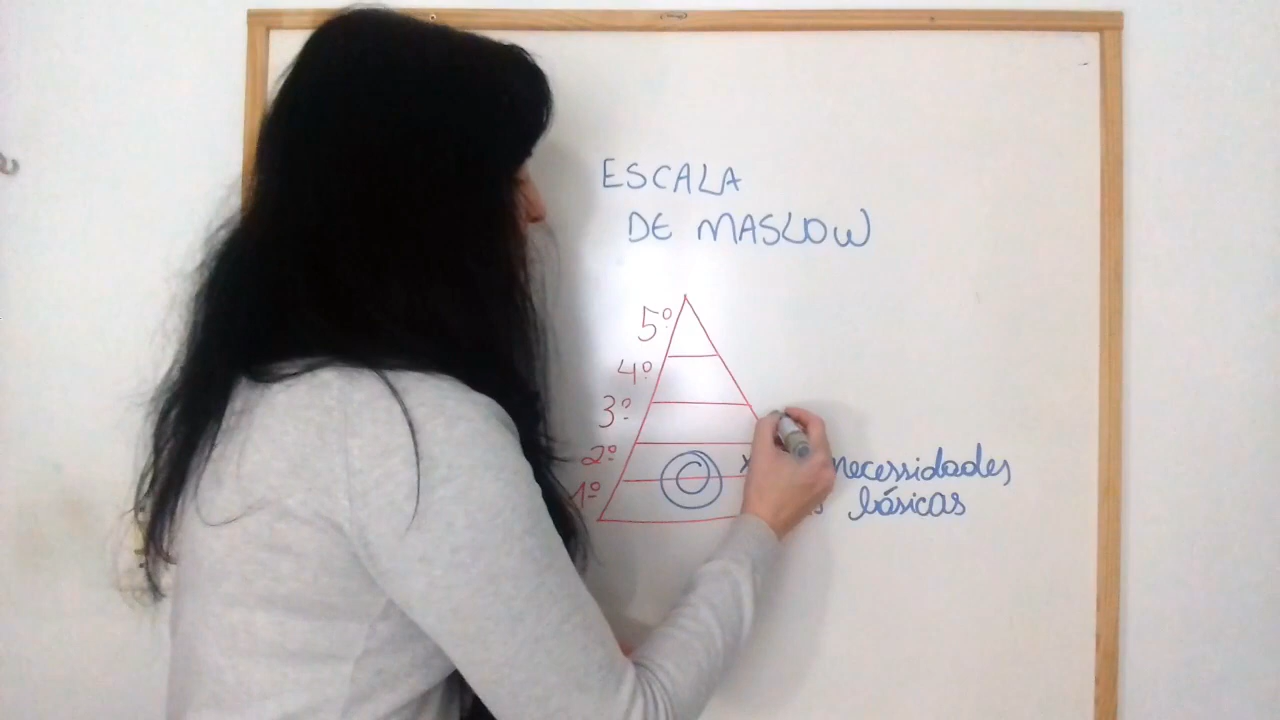 ESCALA
DE MASLOW
5º
4º
3º
2º
C
necessidades
1º
básicas